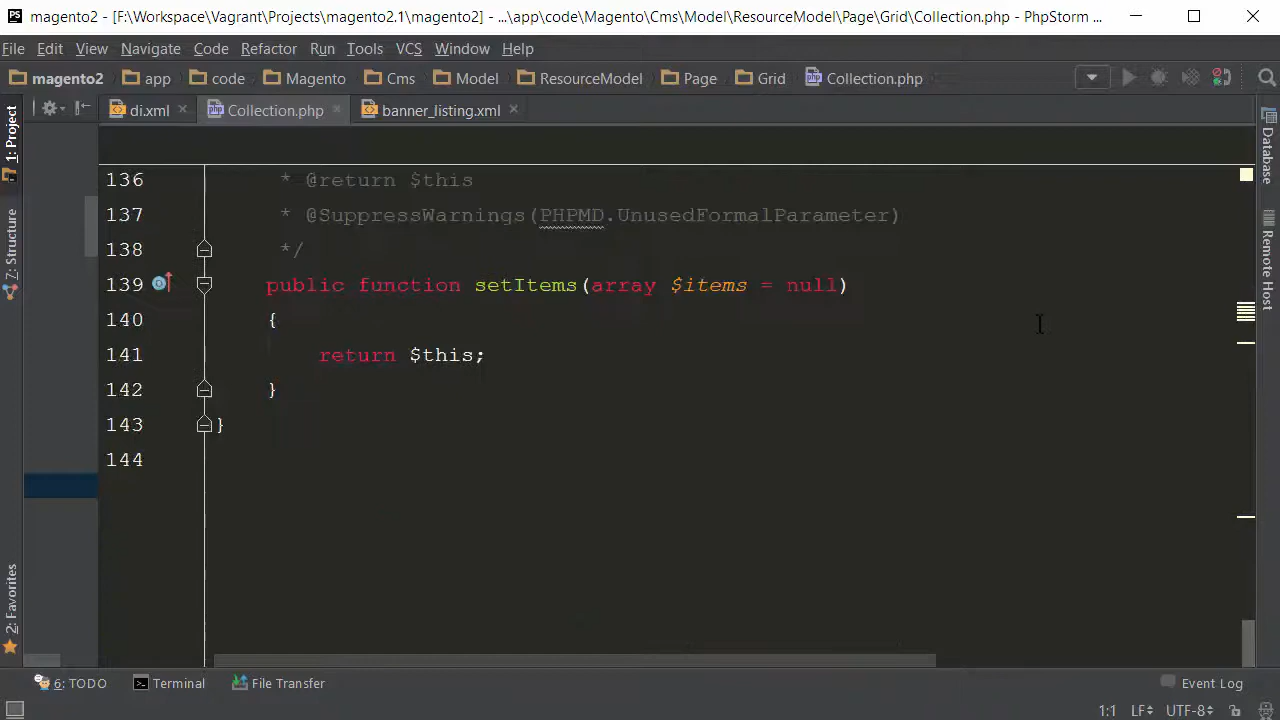 PS magento2 - [F:\Workspace\Vagrant\Projects\magento2.1\magento2] - ...\app\code\Magento\Cms\Model\ResourceModel\Page\Grid\Collection.php - PhpStorm ...
File Edit View Navigate Code Refactor Run Tools VCS Window Help
magento2 app code Magento Cms Model ResourceModel Page Grid Collection.php
di.xml Collection.php banner_listing.xml
1: Project
7: Structure
2: Favorites
136 * @return $this
137 * @SuppressWarnings(PHPMD.UnusedFormalParameter)
138 */
139 public function setItems(array $items = null)
140 {
141 return $this;
142 }
143 }
144
Database
Remote Host
6: TODO Terminal File Transfer Event Log
1:1 LF UTF-8